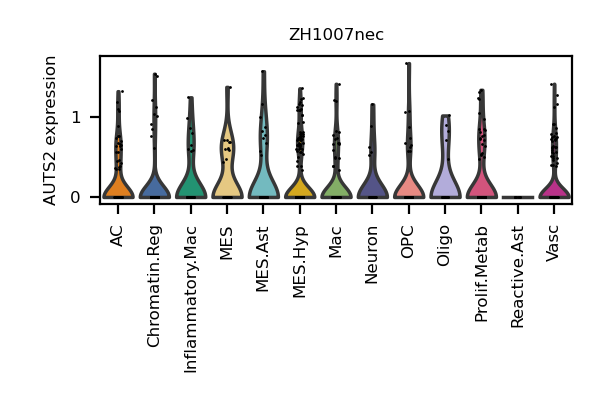 ZH1007nec
AUTS2 expression
1
0
AC
Chromatin.Reg
Inflammatory.Mac
MES
MES.Ast
MES.Hyp
Mac
Neuron
OPC
Oligo
Prolif.Metab
Reactive.Ast
Vasc